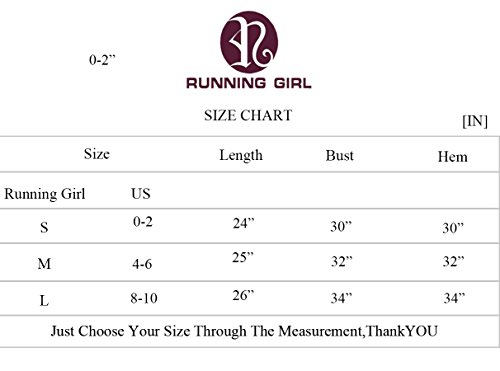 0-2”
RUNNING GIRL
SIZE CHART
[IN]
Size Length Bust Hem
Running Girl US
S 0-2 24” 30” 30”
M 4-6 25” 32” 32”
L 8-10 26” 34” 34”
Just Choose Your Size Through The Measurement,ThankYOU